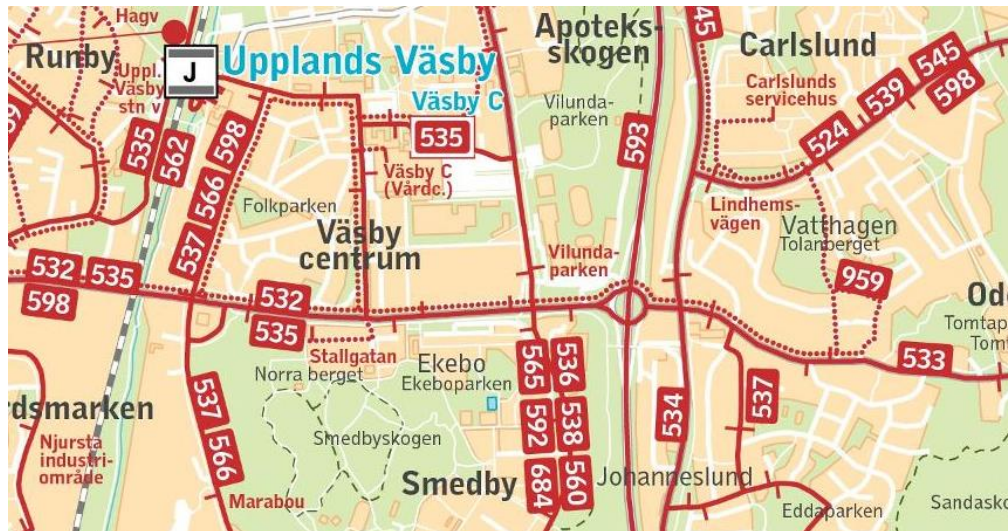 Hagv
Runby
J
Upplands Väsby
Uppl.
Väsby
stn v
Väsby C
535
Apoteks-
skogen
Vilunda-
parken
545
Carlslund
Carlslunds
servicehus
539
545
598
524
593
535
562
598
566
537
Väsby C
(Vårdc.)
Folkparken
Väsby
centrum
Lindhems-
vägen
Vatthagen
Tolanberget
Vilunda-
parken
959
532
535
598
532
535
Stallgatan
Norra berget
Ekebo
Ekeboparken
565
536
592
538
684
560
534
537
533
Tomtap
rdsmarken
Njursta
industri-
område
537
566
Marabou
Smedbyskogen
Smedby
Johanneslund
Eddaparken
Sandasko